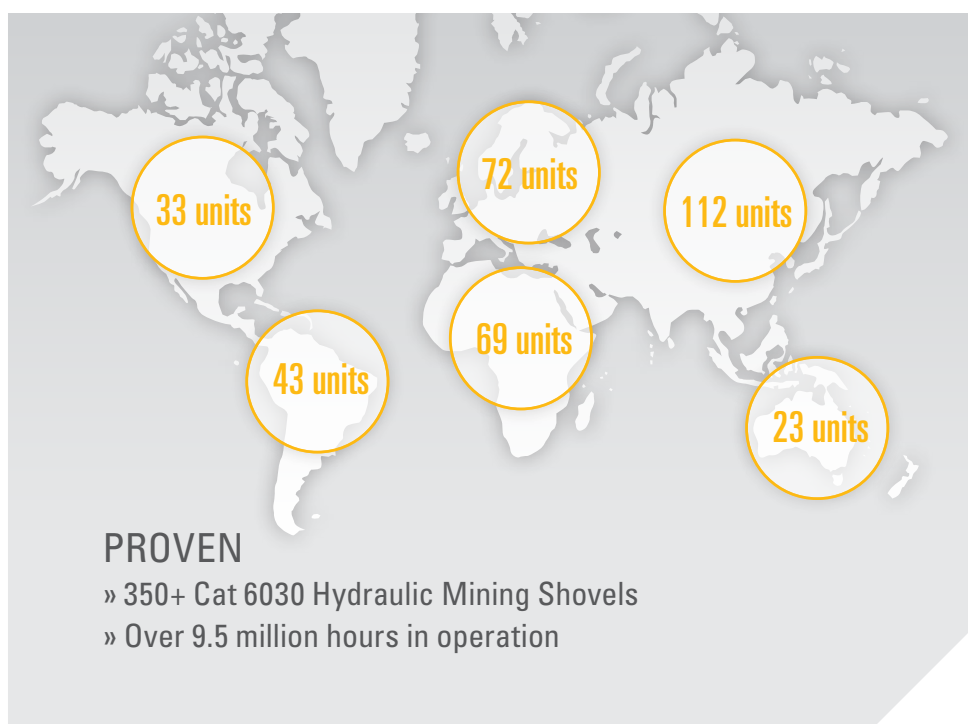 72 units
33 units
112 units
69 units
43 units
23 units
PROVEN
» 350+ Cat 6030 Hydraulic Mining Shovels
» Over 9.5 million hours in operation